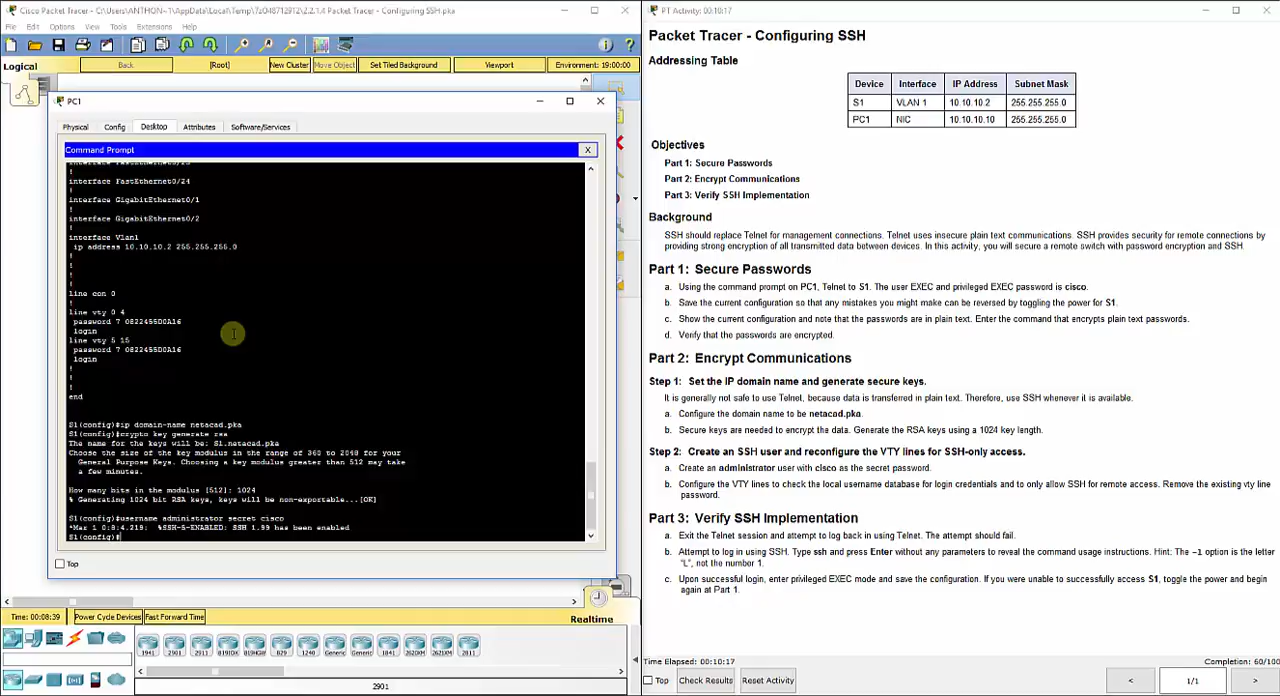 Cisco Packet Tracer - C:\Users\ANTHON~1\AppData\Local\Temp\7zO48712912\2.2.1.4 Packet Tracer - Configuring SSH.pka
File Edit Options View Tools Extensions Help
Logical Back [Root] New Cluster Move Object Set Tiled Background Viewport Environment: 19:00:00
PC1
Physical Config Desktop Attributes Software/Services
Command Prompt X
!
interface FastEthernet0/24
!
interface GigabitEthernet0/1
!
interface GigabitEthernet0/2
!
interface Vlan1
ip address 10.10.10.2 255.255.255.0
!
!
!
!
line con 0
!
line vty 0 4
password 7 0822455D0A16
login
line vty 5 15
password 7 0822455D0A16
login
!
!
!
end
S1(config)#ip domain-name netacad.pka
S1(config)#crypto key generate rsa
The name for the keys will be: S1.netacad.pka
Choose the size of the key modulus in the range of 360 to 2048 for your
General Purpose Keys. Choosing a key modulus greater than 512 may take
a few minutes.
How many bits in the modulus [512]: 1024
% Generating 1024 bit RSA keys, keys will be non-exportable...[OK]
S1(config)#username administrator secret cisco
*Mar 1 0:8:4.219: %SSH-5-ENABLED: SSH 1.99 has been enabled
S1(config)#
Top
Time: 00:08:39 Power Cycle Devices Fast Forward Time Realtime
1941 2901 2911 819IOX 819HGW 829 1240 Generic Generic 1841 2620XM 2621XM 2811
2901
PT Activity: 00:10:17
Packet Tracer - Configuring SSH
Addressing Table
Device Interface IP Address Subnet Mask
S1 VLAN 1 10.10.10.2 255.255.255.0
PC1 NIC 10.10.10.10 255.255.255.0
Objectives
Part 1: Secure Passwords
Part 2: Encrypt Communications
Part 3: Verify SSH Implementation
Background
SSH should replace Telnet for management connections. Telnet uses insecure plain text communications. SSH provides security for remote connections by
providing strong encryption of all transmitted data between devices. In this activity, you will secure a remote switch with password encryption and SSH.
Part 1: Secure Passwords
a. Using the command prompt on PC1, Telnet to S1. The user EXEC and privileged EXEC password is cisco.
b. Save the current configuration so that any mistakes you might make can be reversed by toggling the power for S1.
c. Show the current configuration and note that the passwords are in plain text. Enter the command that encrypts plain text passwords.
d. Verify that the passwords are encrypted.
Part 2: Encrypt Communications
Step 1: Set the IP domain name and generate secure keys.
It is generally not safe to use Telnet, because data is transferred in plain text. Therefore, use SSH whenever it is available.
a. Configure the domain name to be netacad.pka.
b. Secure keys are needed to encrypt the data. Generate the RSA keys using a 1024 key length.
Step 2: Create an SSH user and reconfigure the VTY lines for SSH-only access.
a. Create an administrator user with cisco as the secret password.
b. Configure the VTY lines to check the local username database for login credentials and to only allow SSH for remote access. Remove the existing vty line
password.
Part 3: Verify SSH Implementation
a. Exit the Telnet session and attempt to log back in using Telnet. The attempt should fail.
b. Attempt to log in using SSH. Type ssh and press Enter without any parameters to reveal the command usage instructions. Hint: The -l option is the letter
“L”, not the number 1.
c. Upon successful login, enter privileged EXEC mode and save the configuration. If you were unable to successfully access S1, toggle the power and begin
again at Part 1.
Time Elapsed: 00:10:17 Completion: 60/100
Top Check Results Reset Activity < 1/1 >